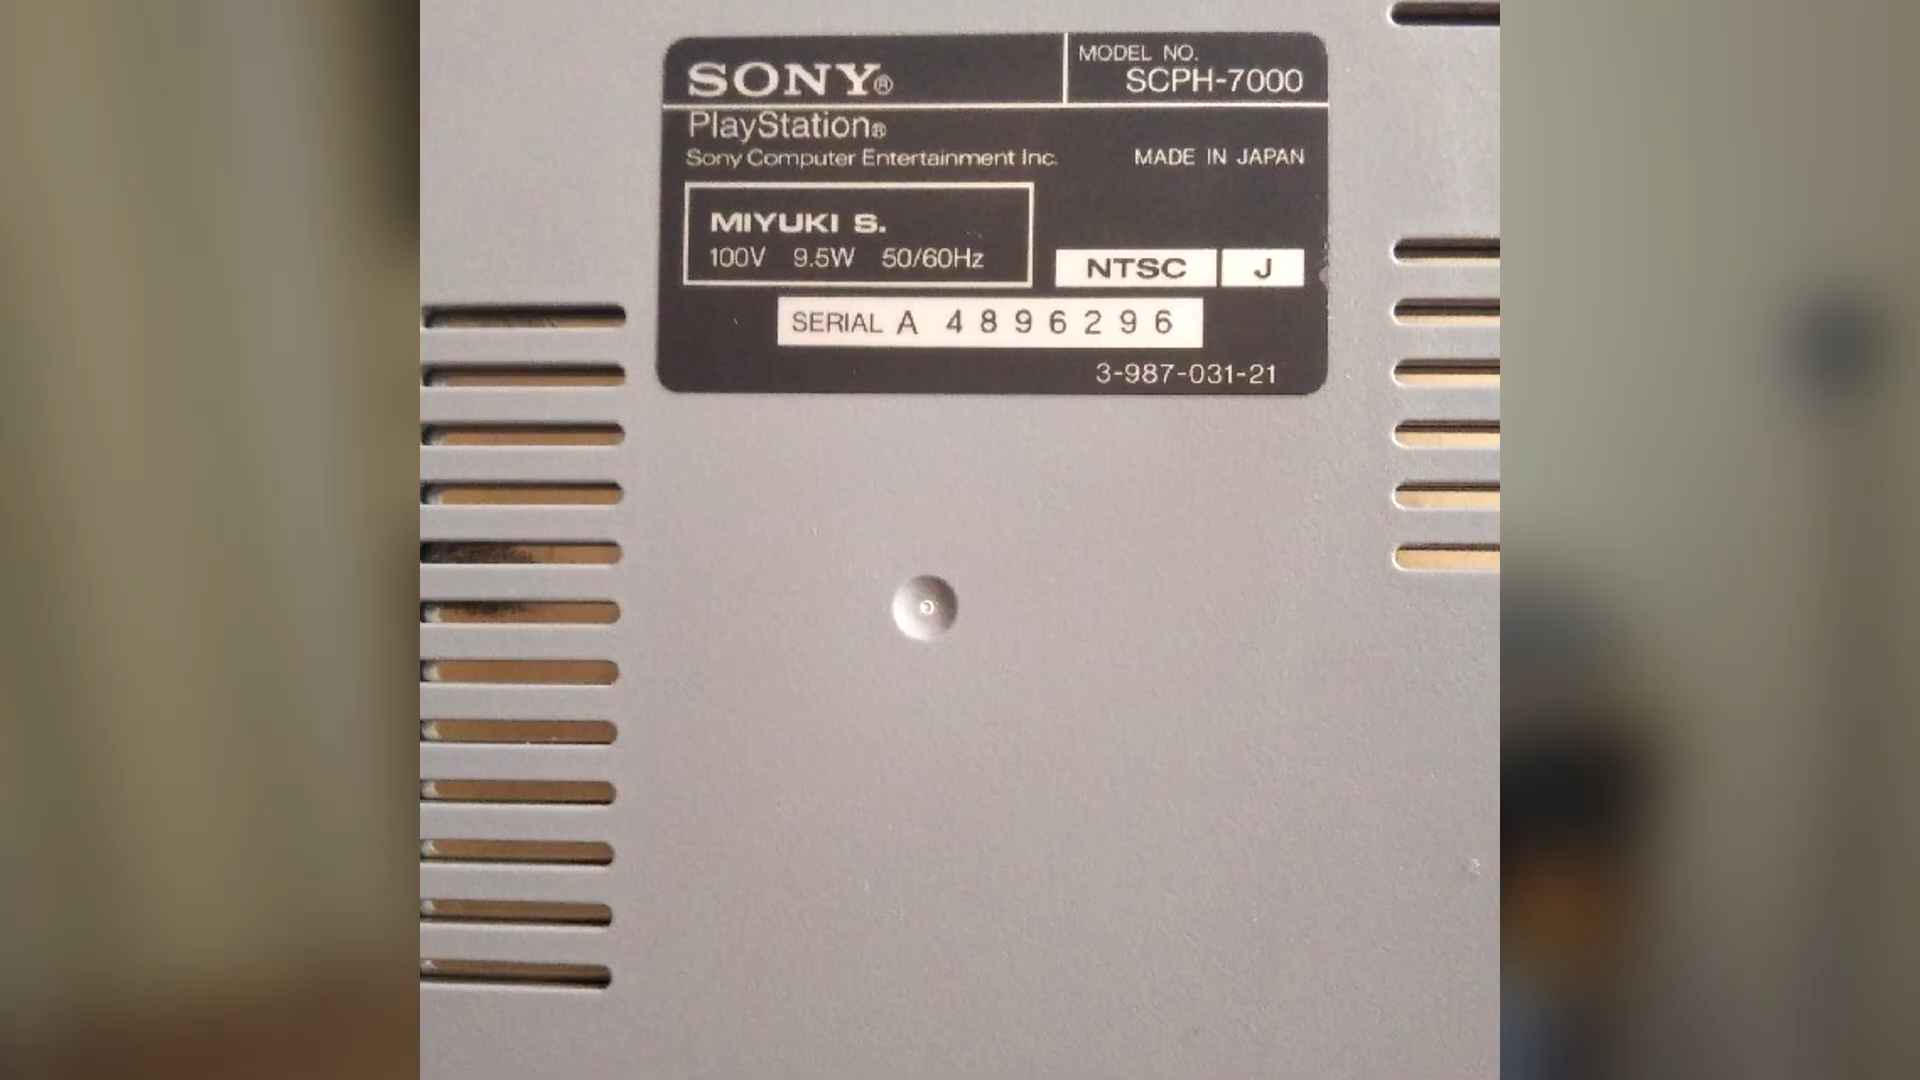 SONY®
MODEL NO.
SCPH-7000
PlayStation®
Sony Computer Entertainment Inc.
MADE IN JAPAN
MIYUKI S.
100V 9.5W 50/60Hz
NTSC J
SERIAL A 4896296
3-987-031-21